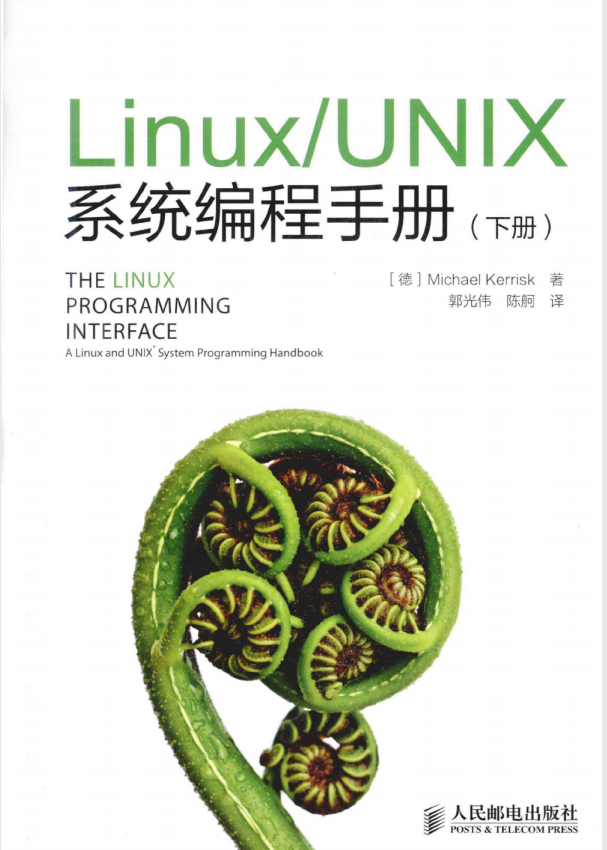 Linux/UNIX
系统编程手册（下册）
THE LINUX
PROGRAMMING
INTERFACE
A Linux and UNIX® System Programming Handbook
［德］Michael Kerrisk 著
郭光伟 陈舸 译
人民邮电出版社
POSTS & TELECOM PRESS